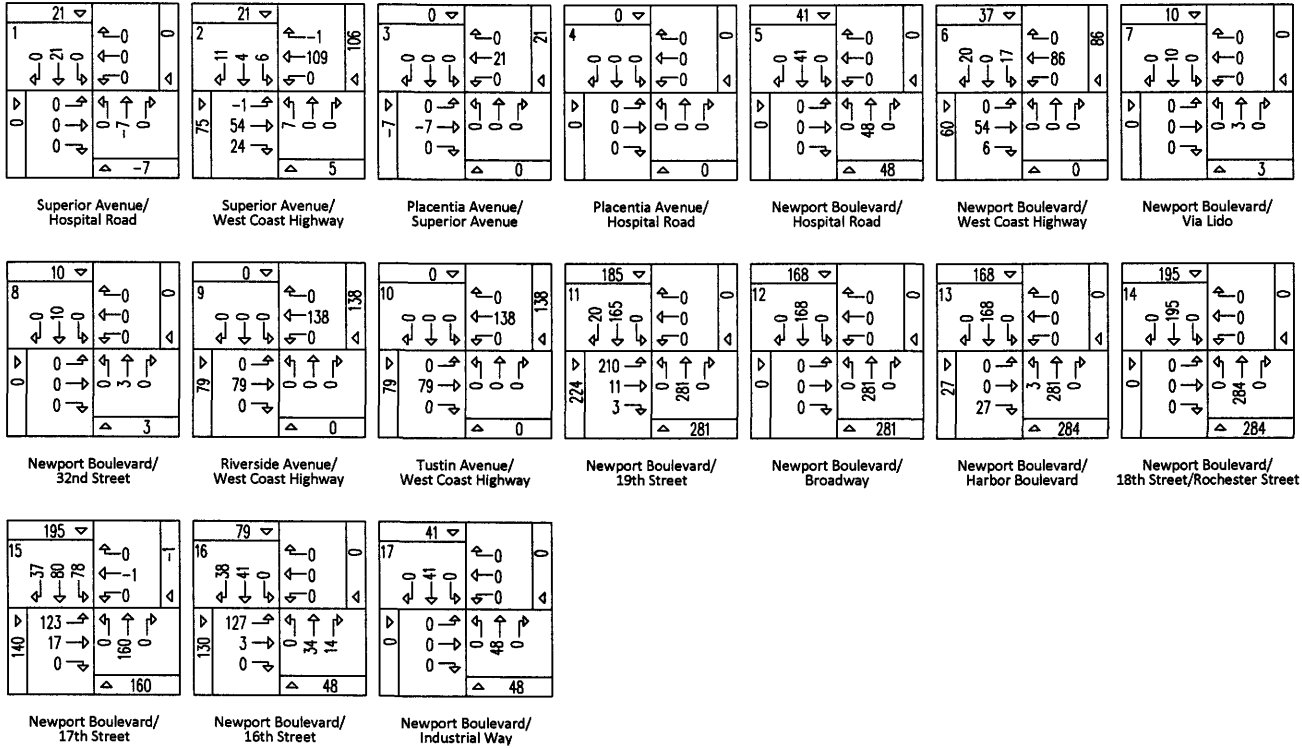 21 21 0 0 41 37 10
1 0 21 0 0 0 0 0
2 11 4 6 -1 109 0 106
3 0 0 0 0 21 0 21
4 0 0 0 0 0 0 0
5 0 41 0 0 0 0 0
6 20 0 17 0 86 0 86
7 0 10 0 0 0 0 0
0 0 0 0 0 -7 0 -7
75 -1 54 24 7 0 0 5
-7 0 -7 0 0 0 0 0
0 0 0 0 0 0 0 0
0 0 0 0 0 48 0 48
60 0 54 6 0 0 0 0
0 0 0 0 0 3 0 3
Superior Avenue/
Hospital Road
Superior Avenue/
West Coast Highway
Placentia Avenue/
Superior Avenue
Placentia Avenue/
Hospital Road
Newport Boulevard/
Hospital Road
Newport Boulevard/
West Coast Highway
Newport Boulevard/
Via Lido
10 0 0 185 168 168 195
8 0 10 0 0 0 0 0
9 0 0 0 0 138 0 138
10 0 0 0 0 138 0 138
11 20 165 0 0 0 0 0
12 0 168 0 0 0 0 0
13 0 168 0 0 0 0 0
14 0 195 0 0 0 0 0
0 0 0 0 0 3 0 3
79 0 79 0 0 0 0 0
79 0 79 0 0 0 0 0
224 210 11 3 0 281 0 281
0 0 0 0 0 281 0 281
27 0 0 27 3 281 0 284
0 0 0 0 0 284 0 284
Newport Boulevard/
32nd Street
Riverside Avenue/
West Coast Highway
Tustin Avenue/
West Coast Highway
Newport Boulevard/
19th Street
Newport Boulevard/
Broadway
Newport Boulevard/
Harbor Boulevard
Newport Boulevard/
18th Street/Rochester Street
195 79 41
15 37 80 78 0 -1 0 -1
16 38 41 0 0 0 0 0
17 0 41 0 0 0 0 0
140 123 17 0 0 160 0 160
130 127 3 0 0 34 14 48
0 0 0 0 0 48 0 48
Newport Boulevard/
17th Street
Newport Boulevard/
16th Street
Newport Boulevard/
Industrial Way